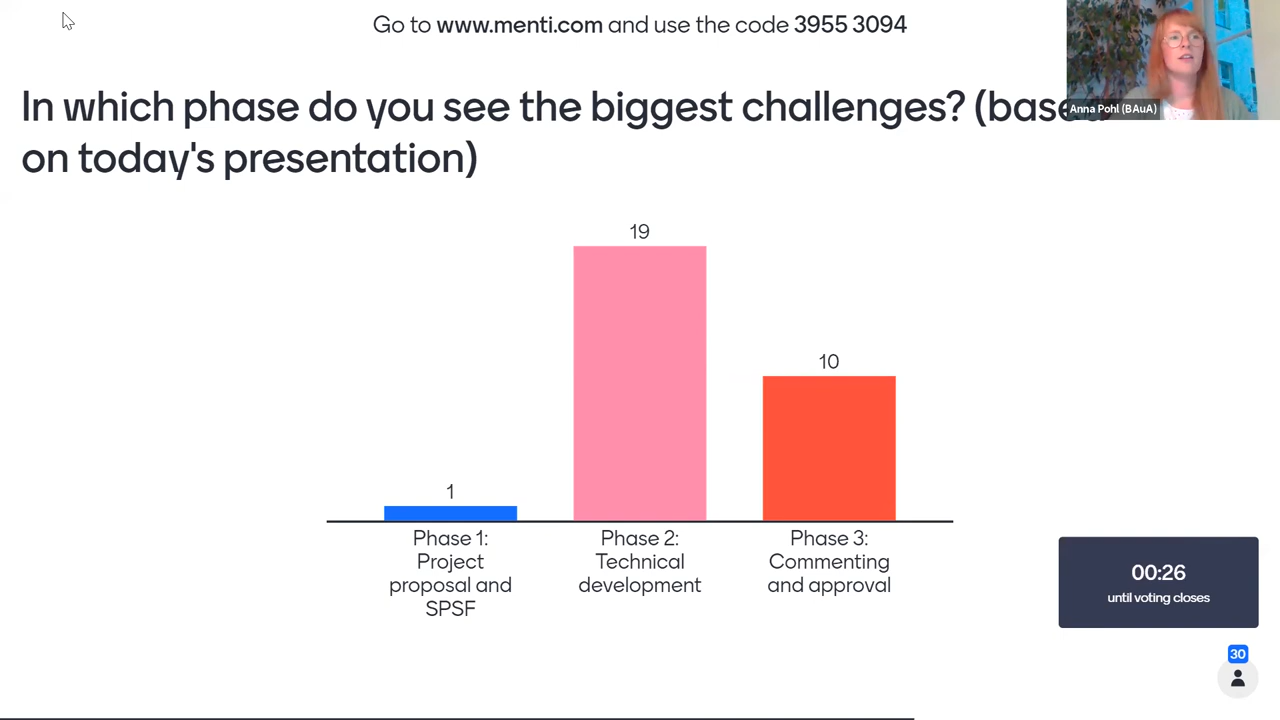 Go to www.menti.com and use the code 3955 3094
In which phase do you see the biggest challenges? (based
on today's presentation)
Anna Pohl (BAuA)
19
10
1
Phase 1:
Project
proposal and
SPSF
Phase 2:
Technical
development
Phase 3:
Commenting
and approval
00:26
until voting closes
30